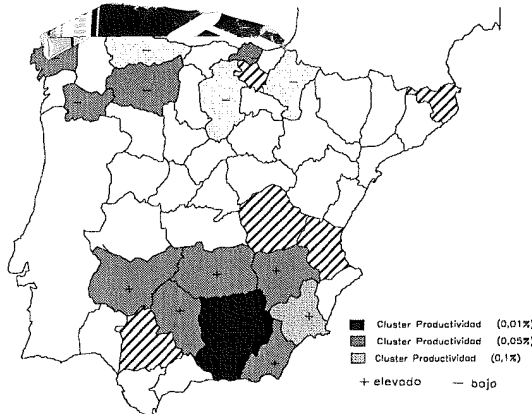 Cluster Productividad (0,01%)
Cluster Productividad (0,05%)
Cluster Productividad (0,1%)
+ elevado − bajo